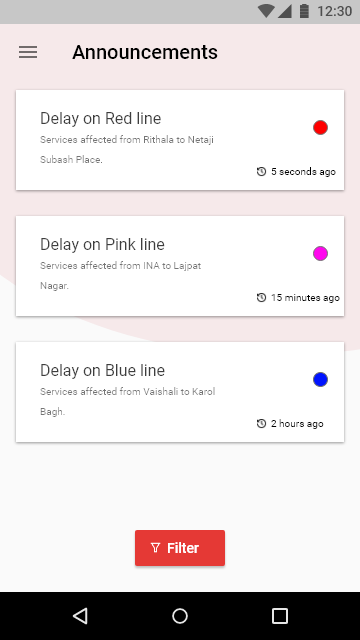 12:30
Announcements
Delay on Red line
Services affected from Rithala to Netaji
Subash Place.
5 seconds ago
Delay on Pink line
Services affected from INA to Lajpat
Nagar.
15 minutes ago
Delay on Blue line
Services affected from Vaishali to Karol
Bagh.
2 hours ago
Filter